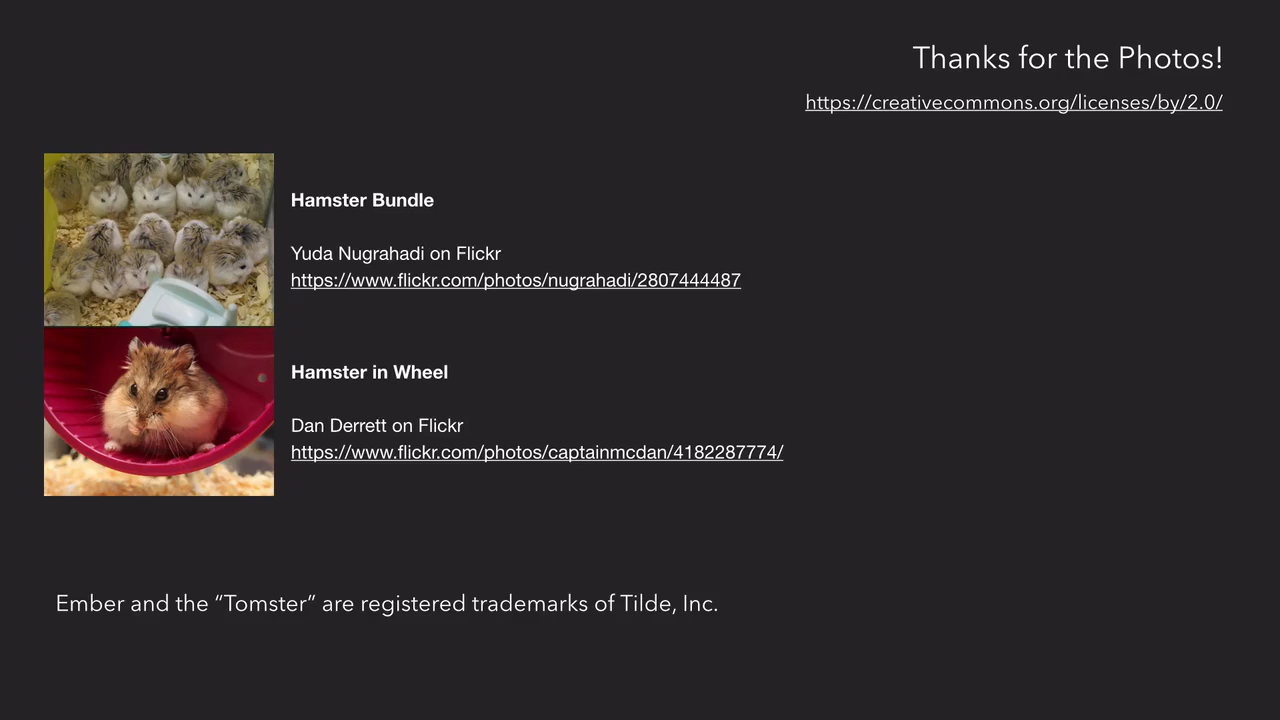 Thanks for the Photos!
https://creativecommons.org/licenses/by/2.0/
Hamster Bundle
Yuda Nugrahadi on Flickr
https://www.flickr.com/photos/nugrahadi/2807444487
Hamster in Wheel
Dan Derrett on Flickr
https://www.flickr.com/photos/captainmcdan/4182287774/
Ember and the “Tomster” are registered trademarks of Tilde, Inc.